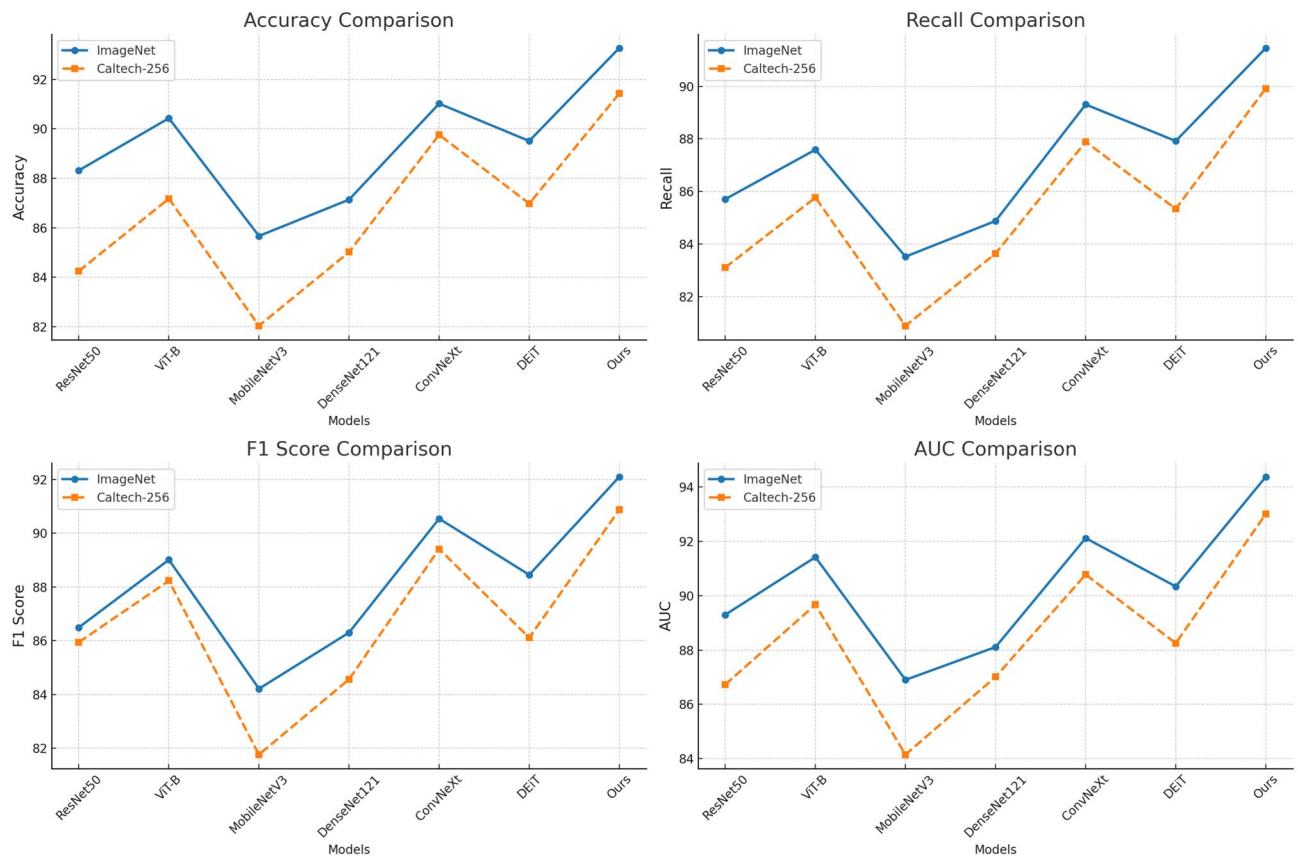 Accuracy Comparison
ImageNet
Caltech-256
Accuracy
92
90
88
86
84
82
ResNet50
ViT-B
MobileNetV3
DenseNet121
ConvNeXt
DEiT
Ours
Models
Recall Comparison
ImageNet
Caltech-256
Recall
90
88
86
84
82
ResNet50
ViT-B
MobileNetV3
DenseNet121
ConvNeXt
DEiT
Ours
Models
F1 Score Comparison
ImageNet
Caltech-256
F1 Score
92
90
88
86
84
82
ResNet50
ViT-B
MobileNetV3
DenseNet121
ConvNeXt
DEiT
Ours
Models
AUC Comparison
ImageNet
Caltech-256
AUC
94
92
90
88
86
84
ResNet50
ViT-B
MobileNetV3
DenseNet121
ConvNeXt
DEiT
Ours
Models